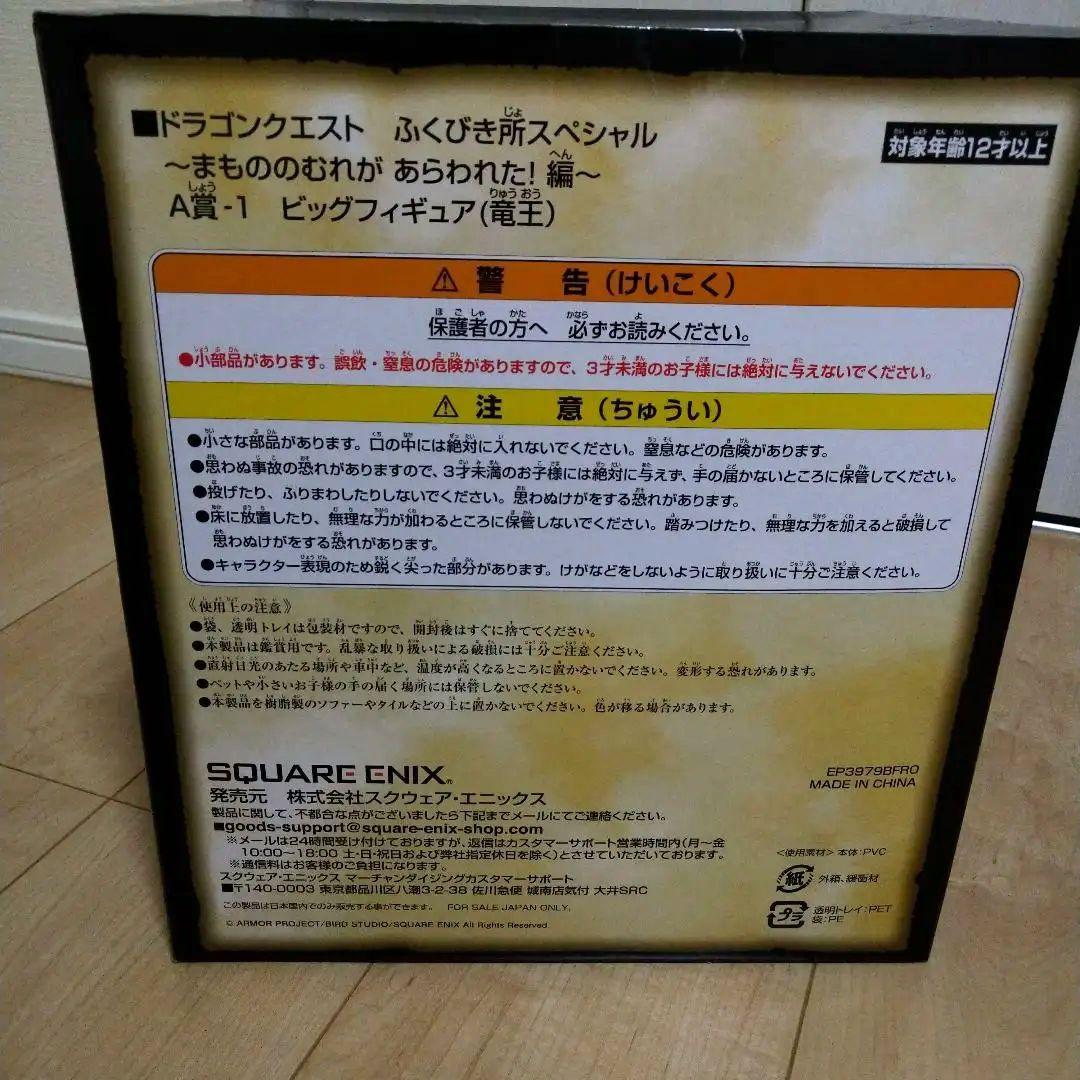 ■ドラゴンクエスト ふくびき所スペシャル
～まもののむれが あらわれた! 編～
A賞-1 ビッグフィギュア(竜王)
対象年齢12才以上
⚠ 警 告 (けいこく)
保護者の方へ 必ずお読みください。
●小部品があります。誤飲・窒息の危険がありますので、3才未満のお子様には絶対に与えないでください。
⚠ 注 意 (ちゅうい)
●小さな部品があります。口の中には絶対に入れないでください。窒息などの危険があります。
●思わぬ事故の恐れがありますので、3才未満のお子様には絶対に与えず、手の届かないところに保管してください。
●投げたり、ふりまわしたりしないでください。思わぬけがをする恐れがあります。
●床に放置したり、無理な力が加わるところに保管しないでください。踏みつけたり、無理な力を加えると破損して
思わぬけがをする恐れがあります。
●キャラクター表現のため鋭く尖った部分があります。けがなどをしないように取り扱いに十分ご注意ください。
《使用上の注意》
●袋、透明トレイは包装材ですので、開封後はすぐに捨ててください。
●本製品は鑑賞用です。乱暴な取り扱いによる破損には十分ご注意ください。
●直射日光のあたる場所や車中など、温度が高くなるところに置かないでください。変形する恐れがあります。
●ペットや小さいお子様の手の届く場所には保管しないでください。
●本製品を樹脂製のソファーやタイルなどの上に置かないでください。色が移る場合があります。
SQUARE ENIX®
発売元 株式会社スクウェア・エニックス
製品に関して、不都合な点がございましたら下記までメールにてご連絡ください。
■goods-support@square-enix-shop.com
※メールは24時間受け付けておりますが、返信はカスタマーサポート営業時間内(月～金
10:00～18:00 土・日・祝日および弊社指定休日を除く)とさせていただいております。
※通信料はお客様のご負担になります。
スクウェア・エニックス マーチャンダイジングカスタマーサポート
■〒140-0003 東京都品川区八潮3-2-38 佐川急便 城南店気付 大井SRC
この製品は日本国内でのみ販売する事ができます。 FOR SALE JAPAN ONLY.
© ARMOR PROJECT/BIRD STUDIO/SQUARE ENIX All Rights Reserved.
EP3979BFR0
MADE IN CHINA
<使用素材> 本体:PVC
紙 外箱、緩衝材
プラ 透明トレイ:PET
袋:PE